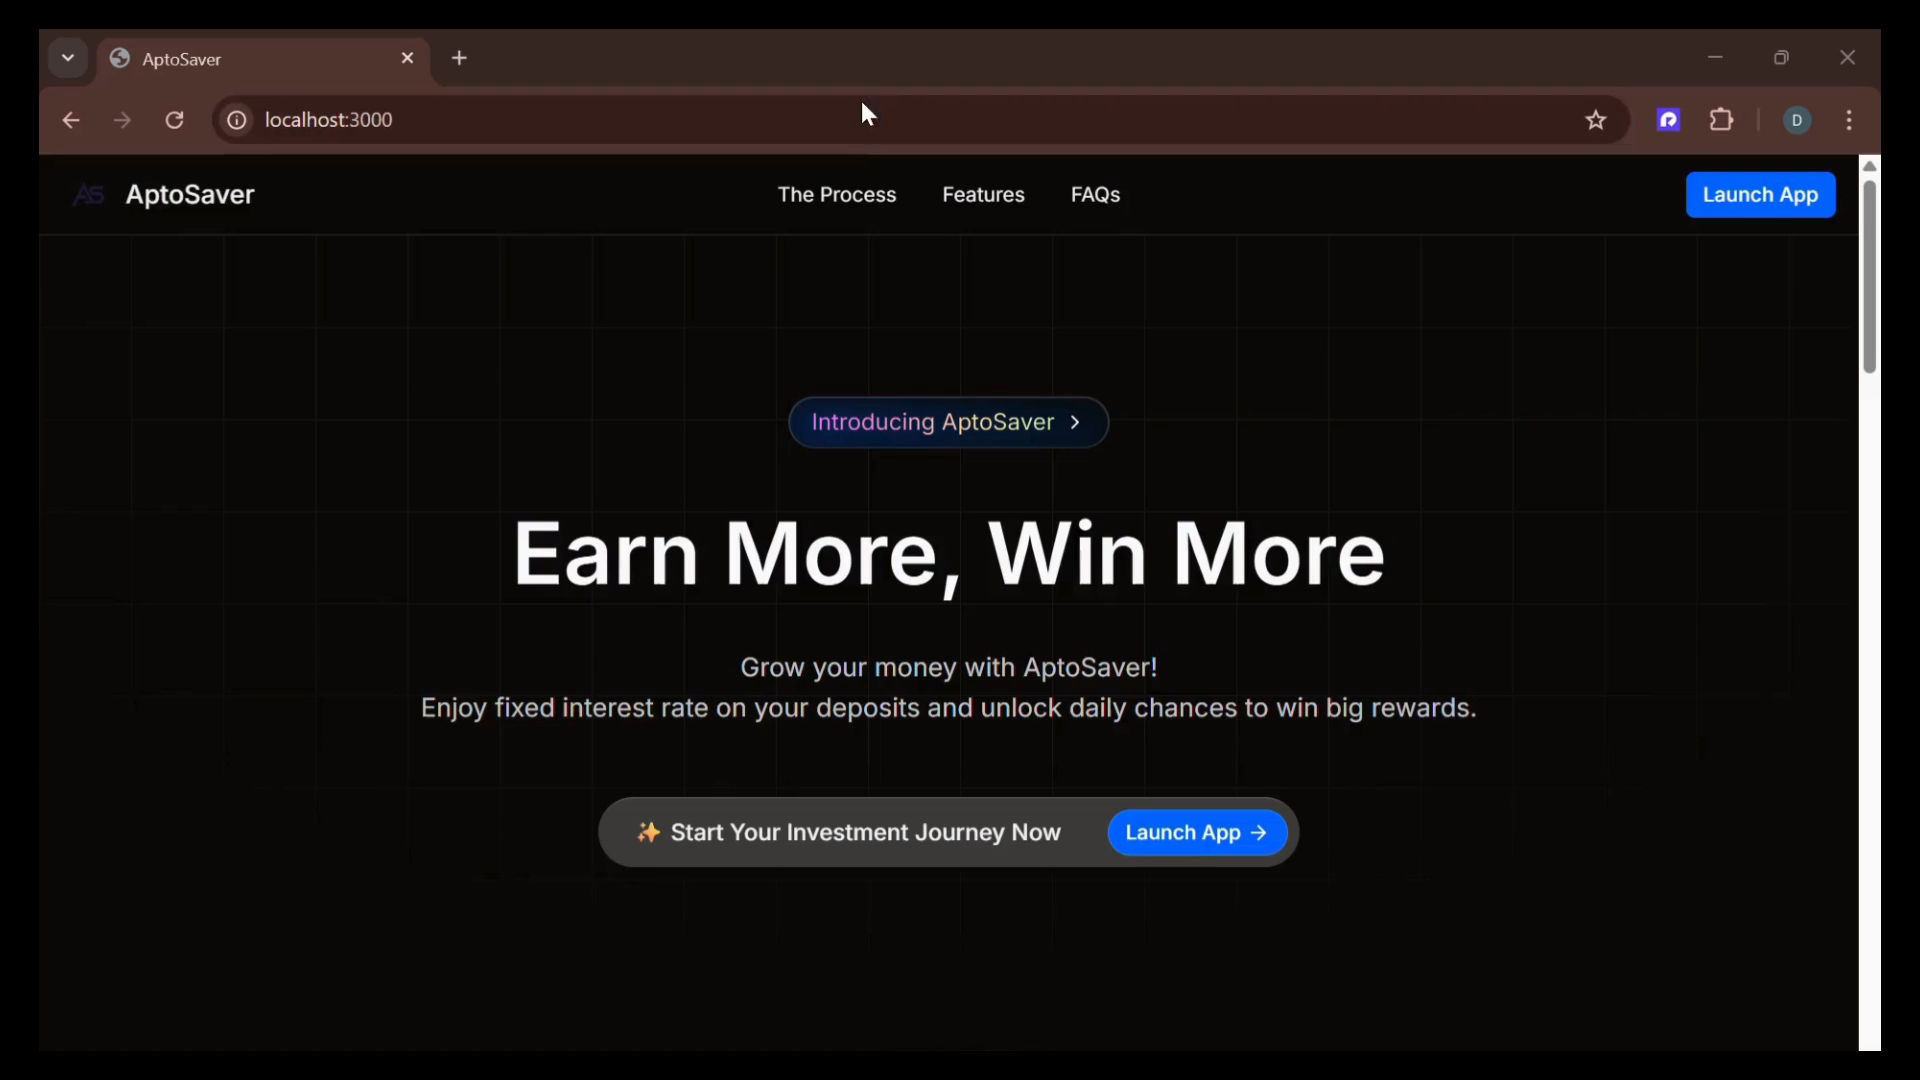 AptoSaver
localhost:3000
D
AS AptoSaver
The Process
Features
FAQs
Launch App
Introducing AptoSaver
Earn More, Win More
Grow your money with AptoSaver!
Enjoy fixed interest rate on your deposits and unlock daily chances to win big rewards.
✨ Start Your Investment Journey Now
Launch App →